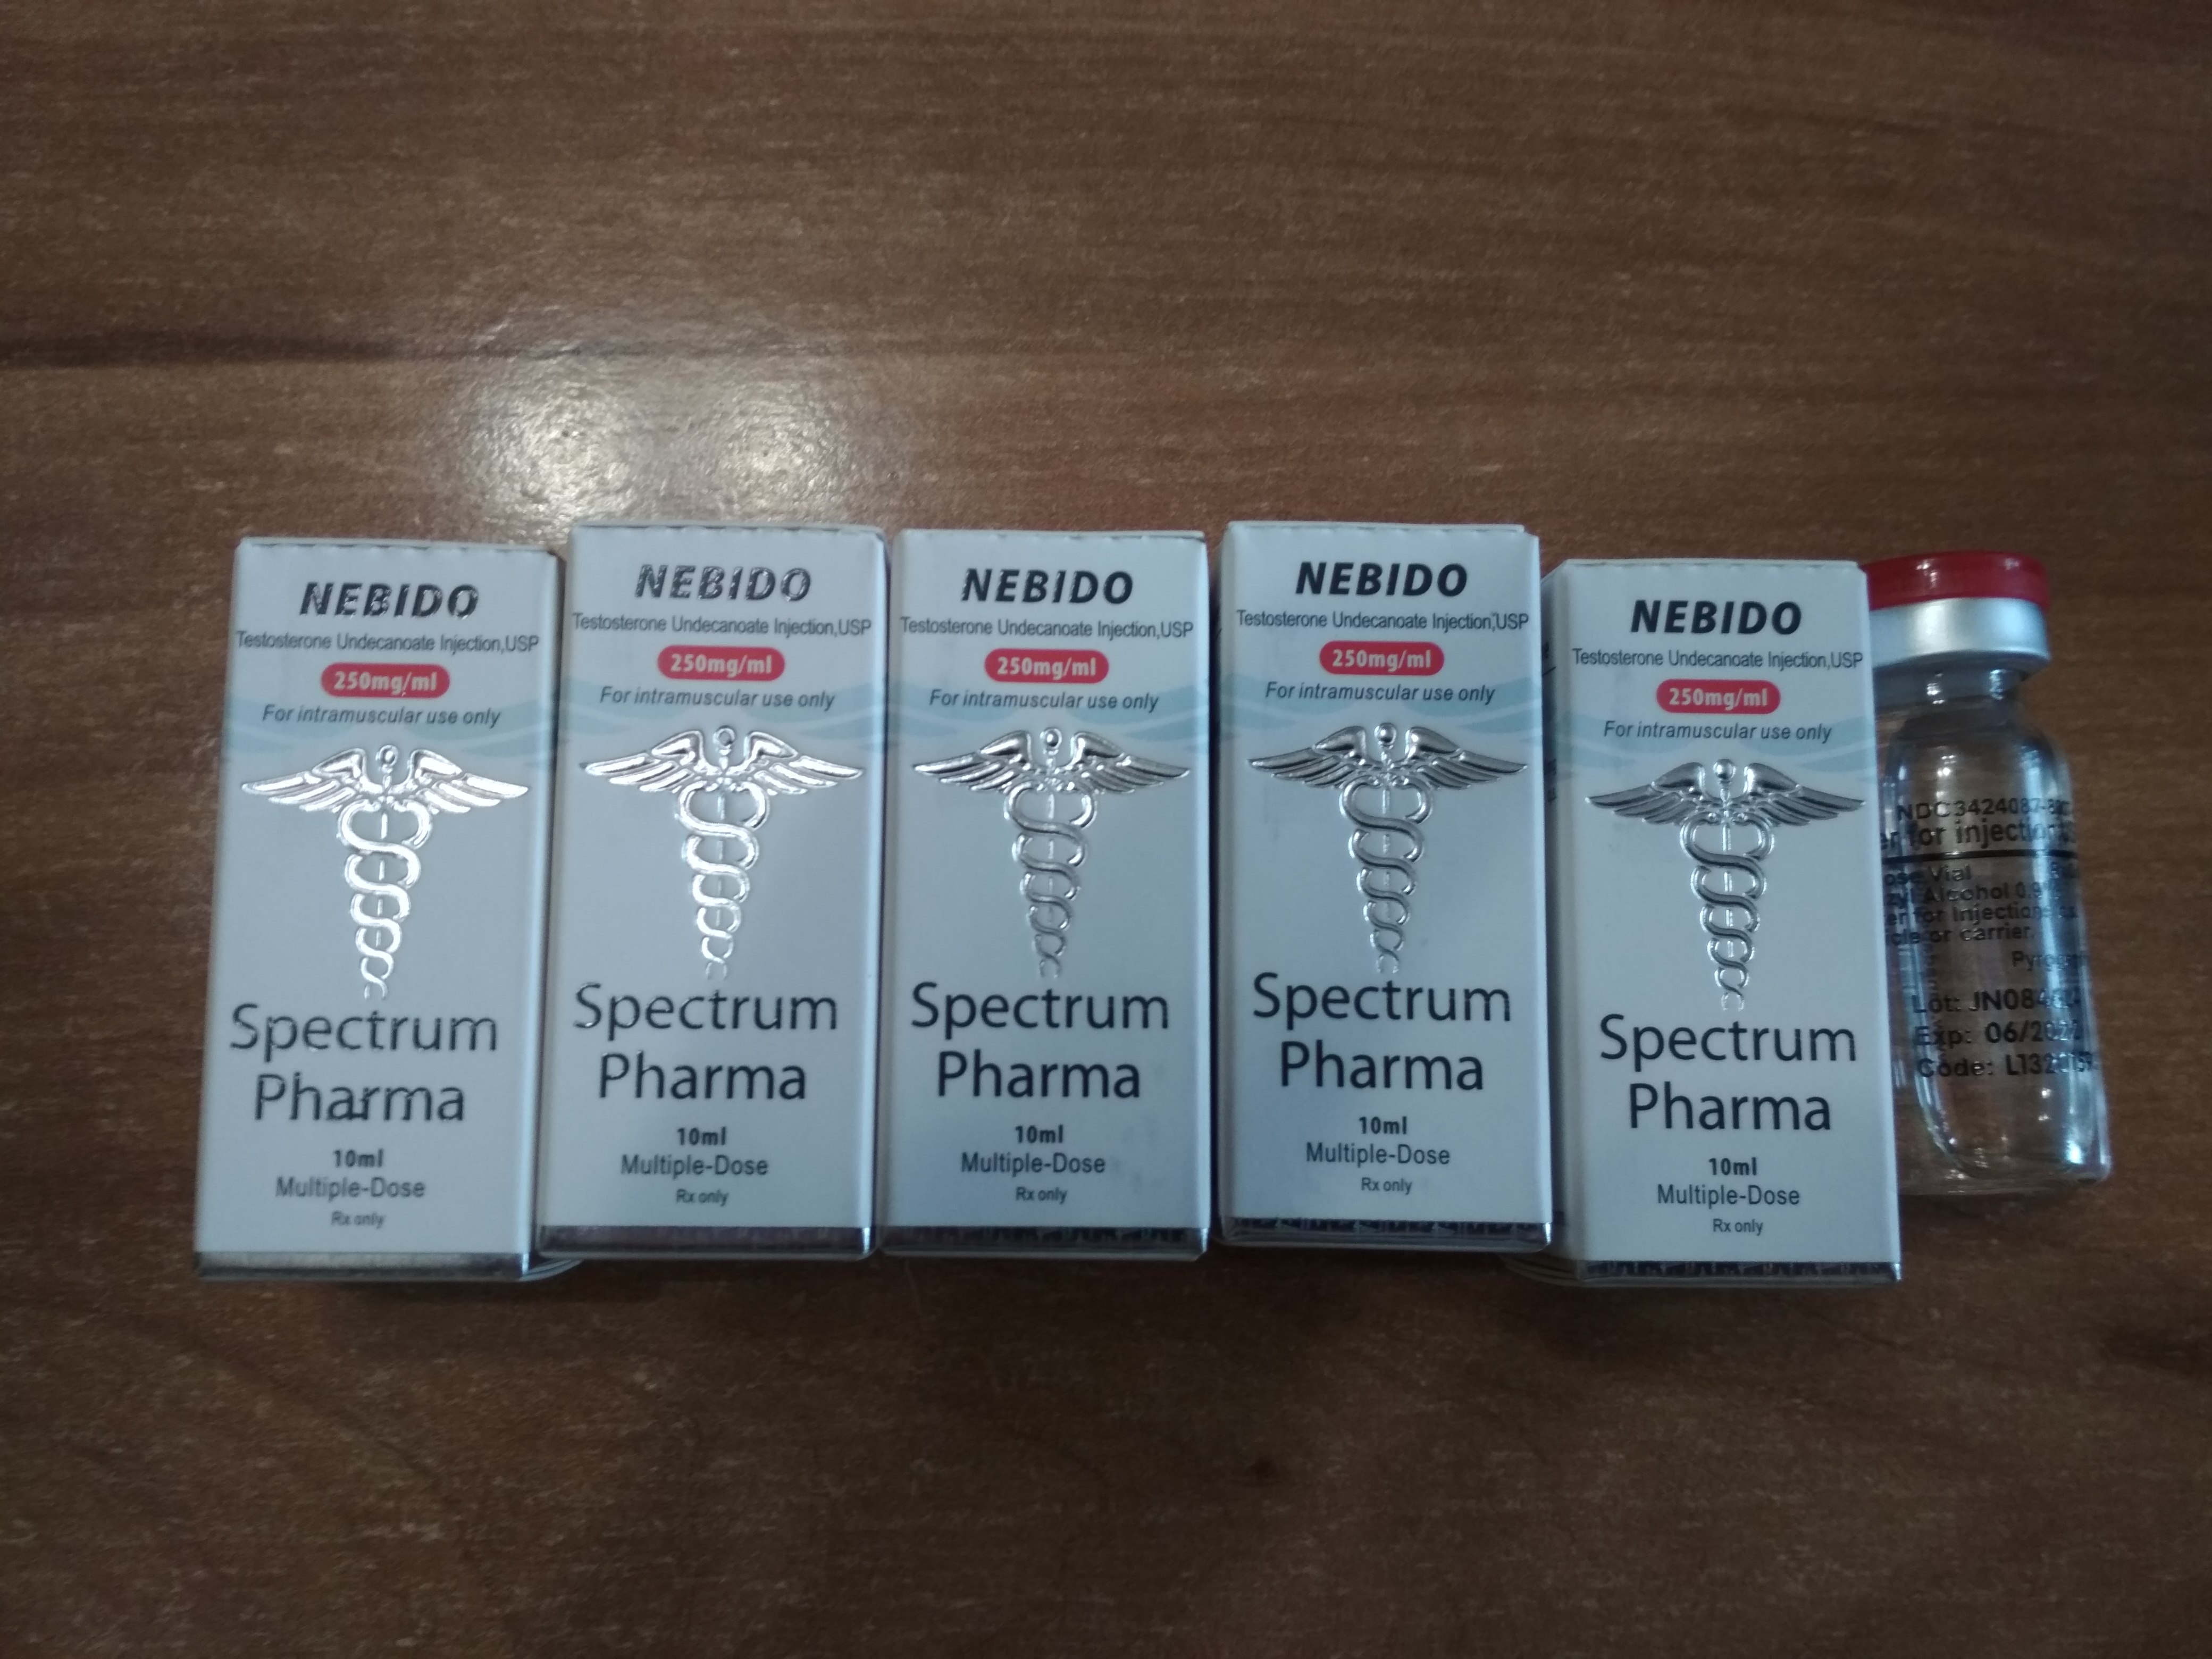 NEBIDO
Testosterone Undecanoate Injection,USP
250mg/ml
For intramuscular use only
Spectrum
Pharma
10ml
Multiple-Dose
Rx only
NEBIDO
Testosterone Undecanoate Injection,USP
250mg/ml
For intramuscular use only
Spectrum
Pharma
10ml
Multiple-Dose
Rx only
NEBIDO
Testosterone Undecanoate Injection,USP
250mg/ml
For intramuscular use only
Spectrum
Pharma
10ml
Multiple-Dose
Rx only
NEBIDO
Testosterone Undecanoate Injection,USP
250mg/ml
For intramuscular use only
Spectrum
Pharma
10ml
Multiple-Dose
Rx only
NEBIDO
Testosterone Undecanoate Injection,USP
250mg/ml
For intramuscular use only
Spectrum
Pharma
10ml
Multiple-Dose
Rx only
for injection
Vial
Alcohol
for Injection
or carrier.
Lot:
Exp:
Code: